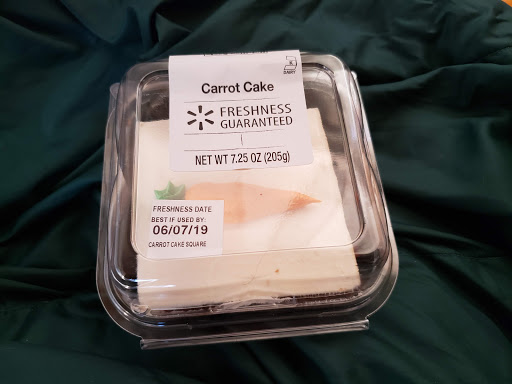 DAIRY
Carrot Cake
FRESHNESS
GUARANTEED
NET WT 7.25 OZ (205g)
FRESHNESS DATE
BEST IF USED BY:
06/07/19
CARROT CAKE SQUARE